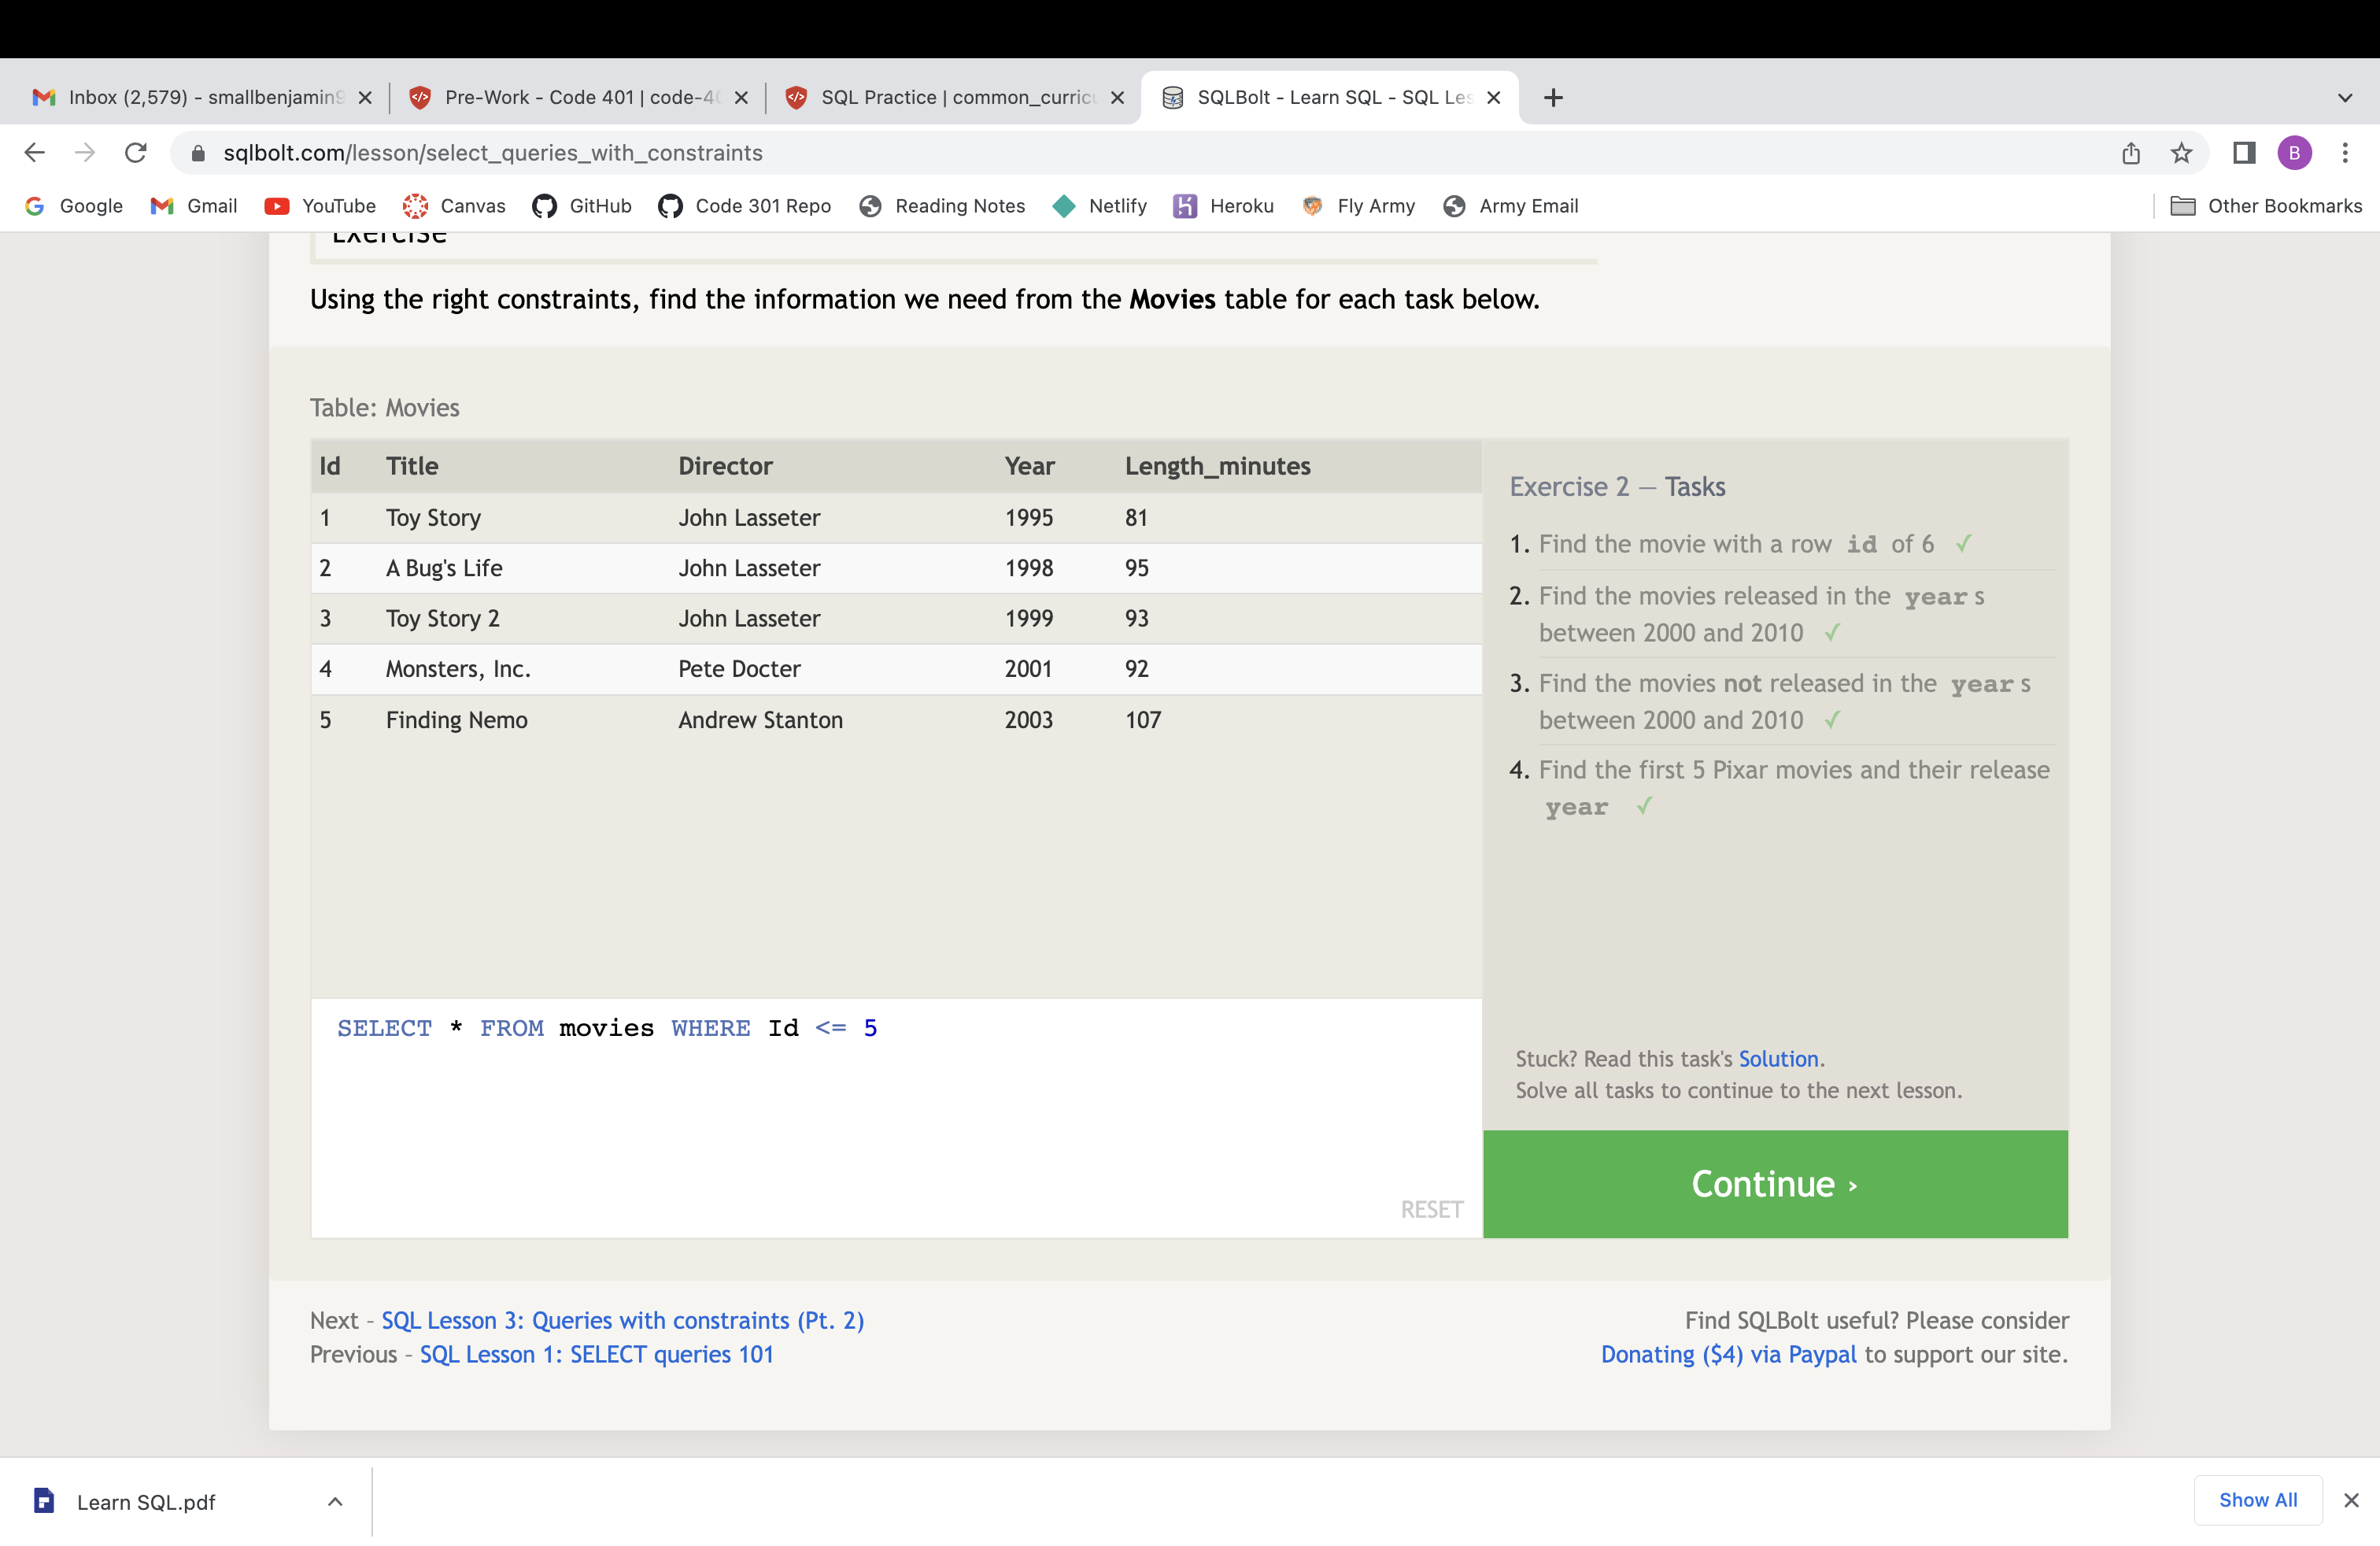 Inbox (2,579) - smallbenjamin9
Pre-Work - Code 401 | code-40
SQL Practice | common_curricu
SQLBolt - Learn SQL - SQL Les
sqlbolt.com/lesson/select_queries_with_constraints
B
Google Gmail YouTube Canvas GitHub Code 301 Repo Reading Notes Netlify Heroku Fly Army Army Email Other Bookmarks
Exercise
Using the right constraints, find the information we need from the Movies table for each task below.
Table: Movies
Id Title Director Year Length_minutes
1 Toy Story John Lasseter 1995 81
2 A Bug's Life John Lasseter 1998 95
3 Toy Story 2 John Lasseter 1999 93
4 Monsters, Inc. Pete Docter 2001 92
5 Finding Nemo Andrew Stanton 2003 107
SELECT * FROM movies WHERE Id <= 5
RESET
Exercise 2 — Tasks
1. Find the movie with a row id of 6 ✓
2. Find the movies released in the year s
between 2000 and 2010 ✓
3. Find the movies not released in the year s
between 2000 and 2010 ✓
4. Find the first 5 Pixar movies and their release
year ✓
Stuck? Read this task's Solution.
Solve all tasks to continue to the next lesson.
Continue ›
Next - SQL Lesson 3: Queries with constraints (Pt. 2)
Previous - SQL Lesson 1: SELECT queries 101
Find SQLBolt useful? Please consider
Donating ($4) via Paypal to support our site.
Learn SQL.pdf
Show All